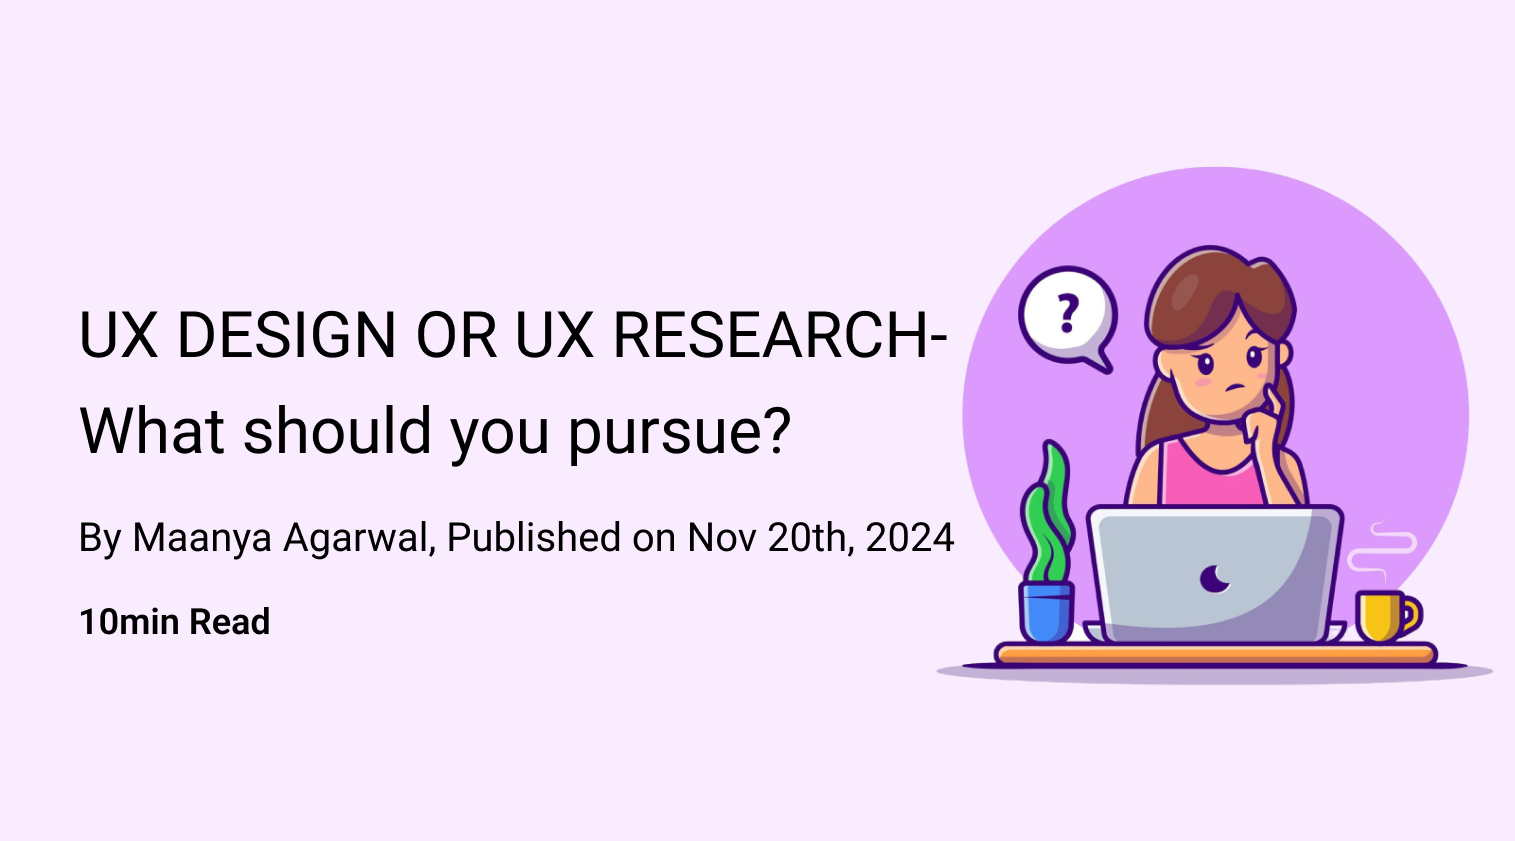 UX DESIGN OR UX RESEARCH-
What should you pursue?
By Maanya Agarwal, Published on Nov 20th, 2024
10min Read
?